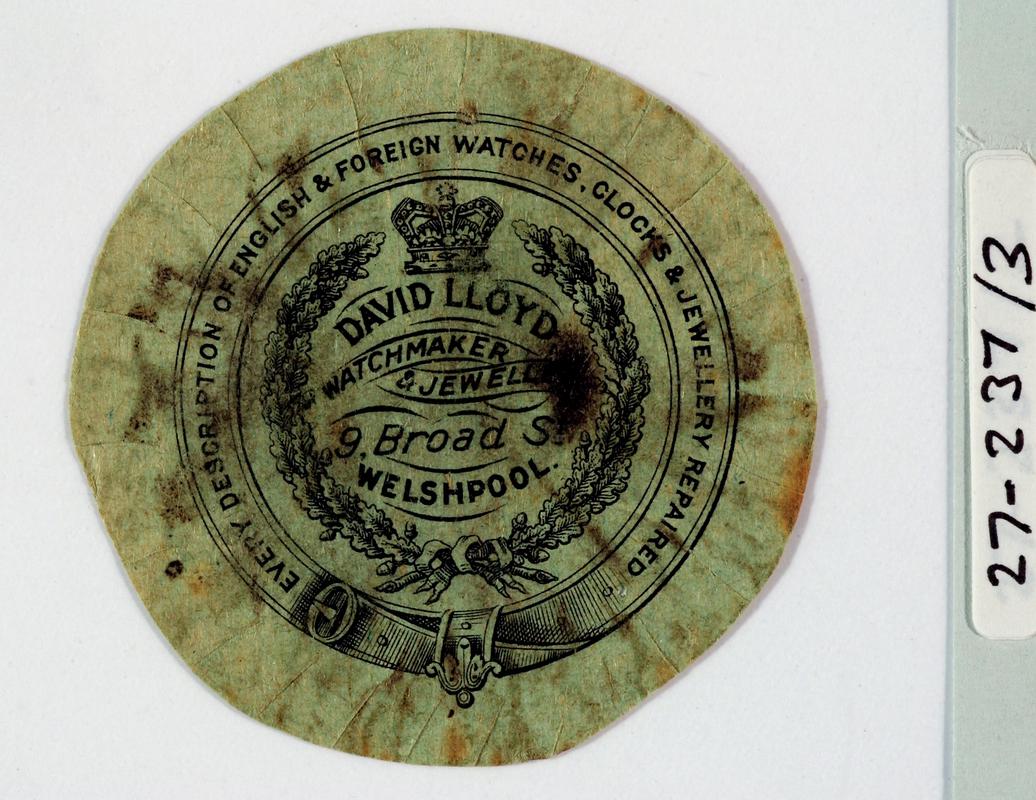 EVERY DESCRIPTION OF ENGLISH & FOREIGN WATCHES, CLOCKS & JEWELLERY REPAIRED
DAVID LLOYD
WATCHMAKER
& JEWELL
9, Broad St
WELSHPOOL.
27-237/3